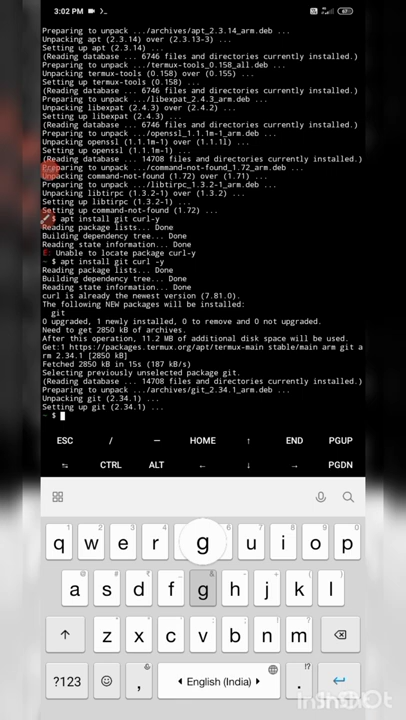 3:02 PM
67
Preparing to unpack .../archives/apt_2.3.14_arm.deb ...
Unpacking apt (2.3.14) over (2.3.13-3) ...
Setting up apt (2.3.14) ...
(Reading database ... 6746 files and directories currently installed.)
Preparing to unpack .../termux-tools_0.158_all.deb ...
Unpacking termux-tools (0.158) over (0.155) ...
Setting up termux-tools (0.158) ...
(Reading database ... 6746 files and directories currently installed.)
Preparing to unpack .../libexpat_2.4.3_arm.deb ...
Unpacking libexpat (2.4.3) over (2.4.2) ...
Setting up libexpat (2.4.3) ...
(Reading database ... 6746 files and directories currently installed.)
Preparing to unpack .../openssl_1.1.1m-1_arm.deb ...
Unpacking openssl (1.1.1m-1) over (1.1.1l) ...
Setting up openssl (1.1.1m-1) ...
(Reading database ... 14708 files and directories currently installed.)
Preparing to unpack .../command-not-found_1.72_arm.deb ...
Unpacking command-not-found (1.72) over (1.71) ...
Preparing to unpack .../libtirpc_1.3.2-1_arm.deb ...
Unpacking libtirpc (1.3.2-1) over (1.3.2) ...
Setting up libtirpc (1.3.2-1) ...
Setting up command-not-found (1.72) ...
$ apt install git curl-y
Reading package lists... Done
Building dependency tree... Done
Reading state information... Done
E: Unable to locate package curl-y
~ $ apt install git curl -y
Reading package lists... Done
Building dependency tree... Done
Reading state information... Done
curl is already the newest version (7.81.0).
The following NEW packages will be installed:
git
0 upgraded, 1 newly installed, 0 to remove and 0 not upgraded.
Need to get 2850 kB of archives.
After this operation, 11.2 MB of additional disk space will be used.
Get:1 https://packages.termux.org/apt/termux-main stable/main arm git a
rm 2.34.1 [2850 kB]
Fetched 2850 kB in 15s (187 kB/s)
Selecting previously unselected package git.
(Reading database ... 14708 files and directories currently installed.)
Preparing to unpack .../archives/git_2.34.1_arm.deb ...
Unpacking git (2.34.1) ...
Setting up git (2.34.1) ...
~ $
ESC / — HOME ↑ END PGUP
CTRL ALT ← ↓ → PGDN
q w e r g u i o p
a s d f g h j k l
z x c v b n m
?123 , English (India) .
InShOt